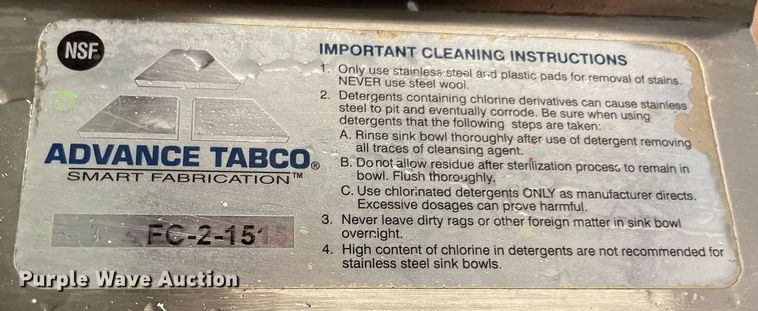 NSF
ADVANCE TABCO®
SMART FABRICATION™
FC-2-1515
IMPORTANT CLEANING INSTRUCTIONS
1. Only use stainless steel and plastic pads for removal of stains.
NEVER use steel wool.
2. Detergents containing chlorine derivatives can cause stainless
steel to pit and eventually corrode. Be sure when using
detergents that the following steps are taken:
A. Rinse sink bowl thoroughly after use of detergent removing
all traces of cleansing agent.
B. Do not allow residue after sterilization process to remain in
bowl. Flush thoroughly.
C. Use chlorinated detergents ONLY as manufacturer directs.
Excessive dosages can prove harmful.
3. Never leave dirty rags or other foreign matter in sink bowl
overnight.
4. High content of chlorine in detergents are not recommended for
stainless steel sink bowls.
Purple Wave Auction